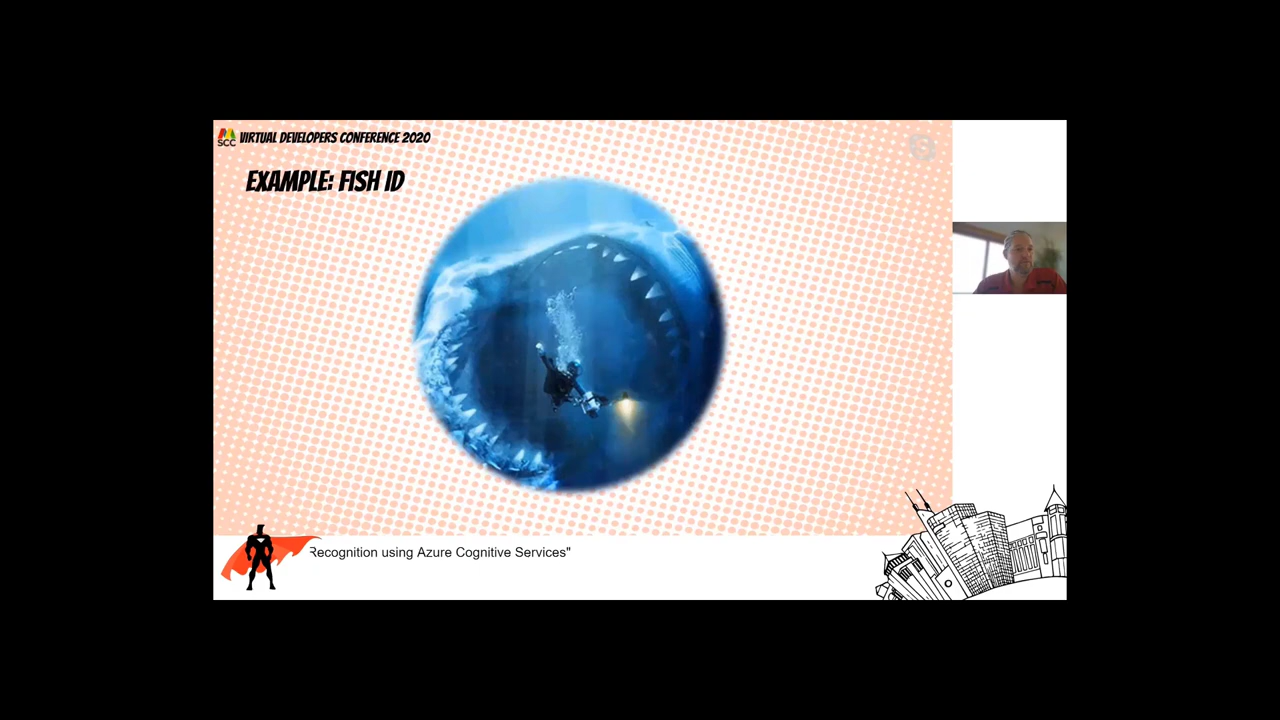 SCC
VIRTUAL DEVELOPERS CONFERENCE 2020
EXAMPLE: FISH ID
Recognition using Azure Cognitive Services"